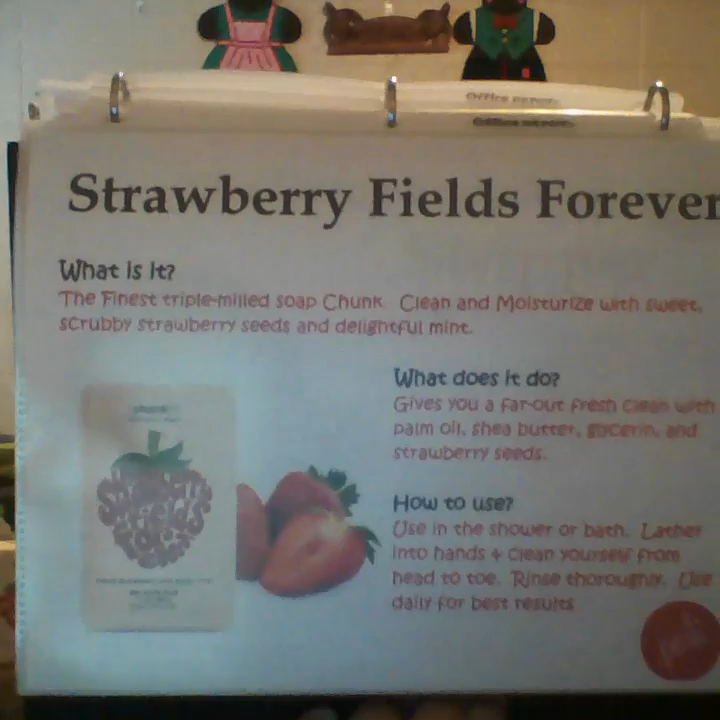 Strawberry Fields Forever
What is it?
The Finest triple-milled soap Chunk. Clean and Moisturize with sweet,
scrubby strawberry seeds and delightful mint.
What does it do?
Gives you a far-out fresh clean with
palm oil, shea butter, glycerin, and
strawberry seeds.
Strawberry
Fields
How to use?
Use in the shower or bath. Lather
into hands + clean yourself from
head to toe. Rinse thoroughly. Use
daily for best results